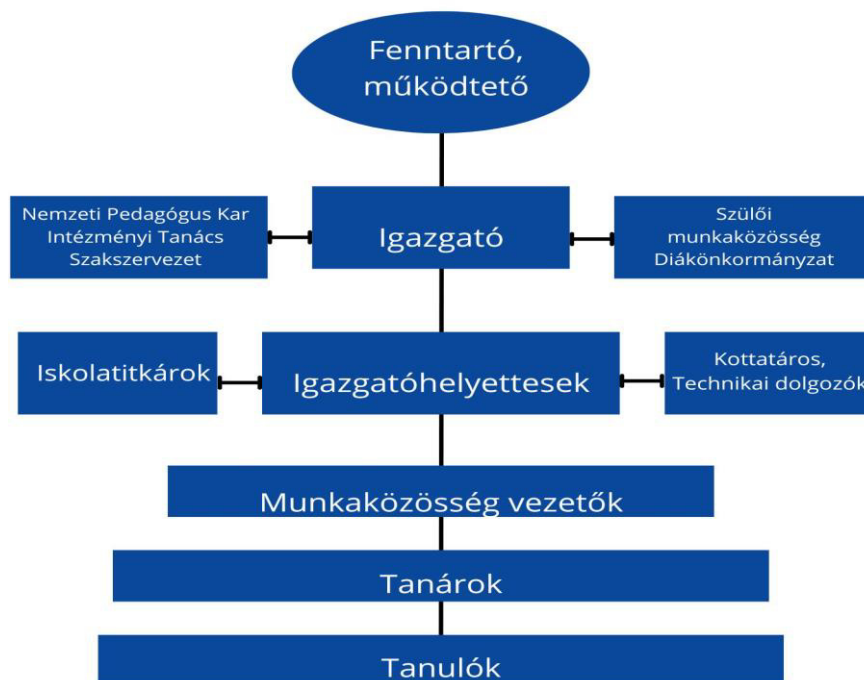 Fenntartó,
működtető
Nemzeti Pedagógus Kar
Intézményi Tanács
Szakszervezet
Igazgató
Szülői
munkaközösség
Diákönkormányzat
Iskolatitkárok
Igazgatóhelyettesek
Kottatáros,
Technikai dolgozók
Munkaközösség vezetők
Tanárok
Tanulók